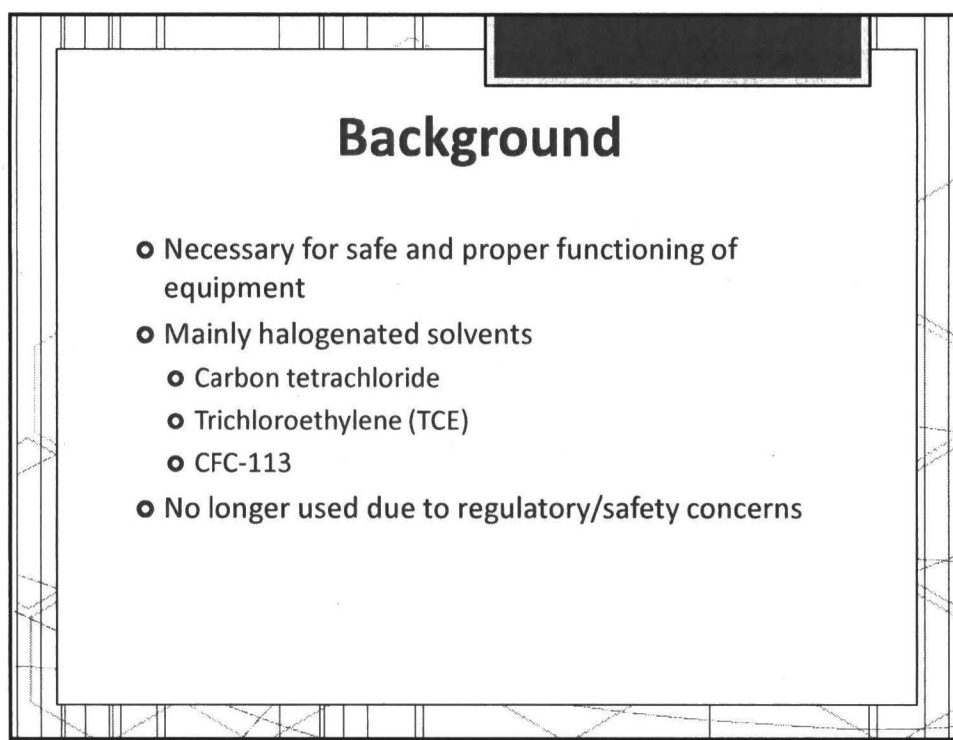 Background
Necessary for safe and proper functioning of
equipment
Mainly halogenated solvents
Carbon tetrachloride
Trichloroethylene (TCE)
CFC-113
No longer used due to regulatory/safety concerns